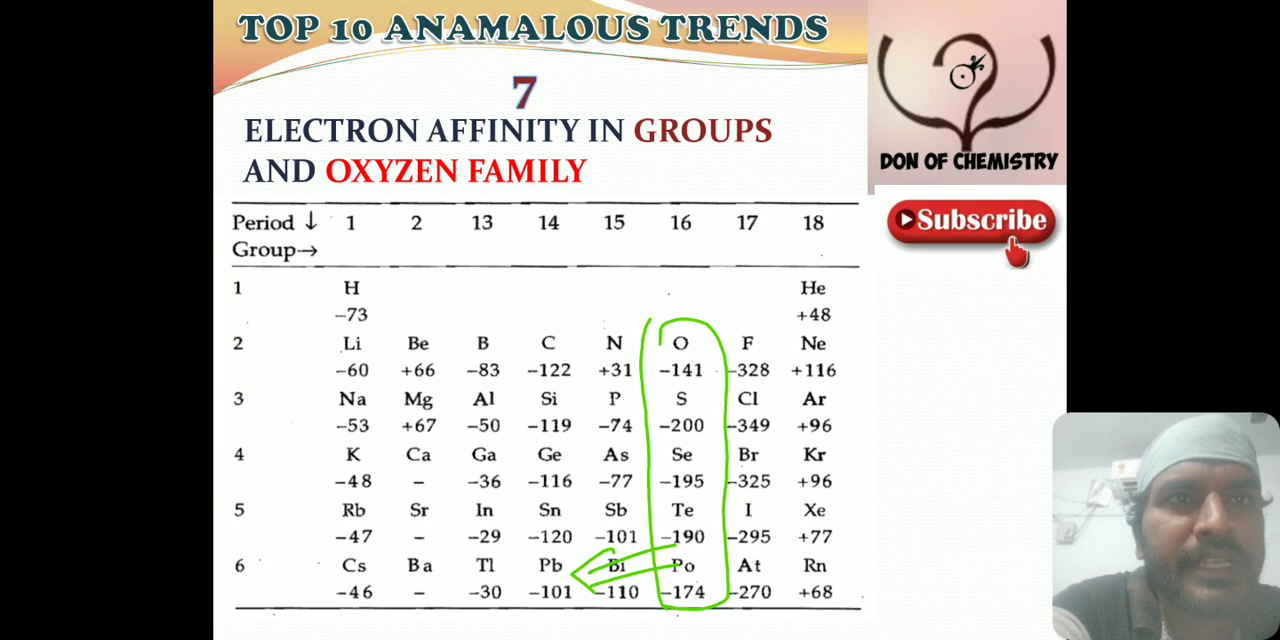 TOP 10 ANAMALOUS TRENDS
7
ELECTRON AFFINITY IN GROUPS
AND OXYZEN FAMILY
DON OF CHEMISTRY
Subscribe
Period ↓ 1 2 13 14 15 16 17 18
Group→
1 H He
−73 +48
2 Li Be B C N O F Ne
−60 +66 −83 −122 +31 −141 −328 +116
3 Na Mg Al Si P S Cl Ar
−53 +67 −50 −119 −74 −200 −349 +96
4 K Ca Ga Ge As Se Br Kr
−48 − −36 −116 −77 −195 −325 +96
5 Rb Sr In Sn Sb Te I Xe
−47 − −29 −120 −101 −190 −295 +77
6 Cs Ba Tl Pb Bi Po At Rn
−46 − −30 −101 −110 −174 −270 +68